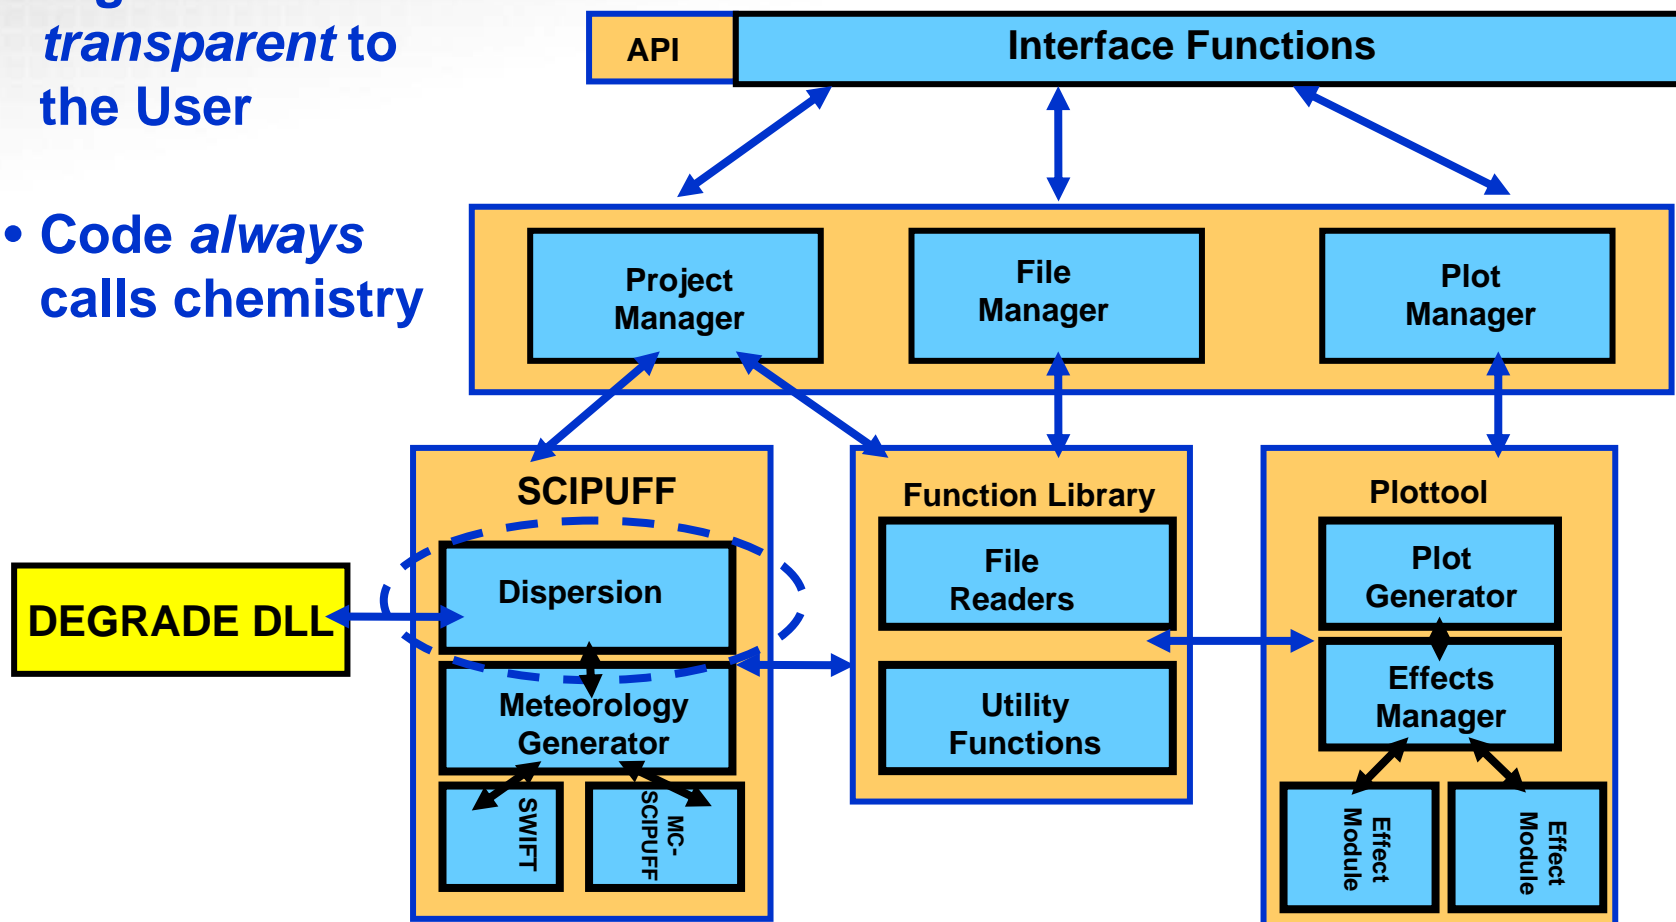 transparent to
the User
• Code always
calls chemistry
API
Interface Functions
Project
Manager
File
Manager
Plot
Manager
SCIPUFF
Dispersion
Meteorology
Generator
SWIFT
MC-
SCIPUFF
DEGRADE DLL
Function Library
File
Readers
Utility
Functions
Plottool
Plot
Generator
Effects
Manager
Effect
Module
Effect
Module